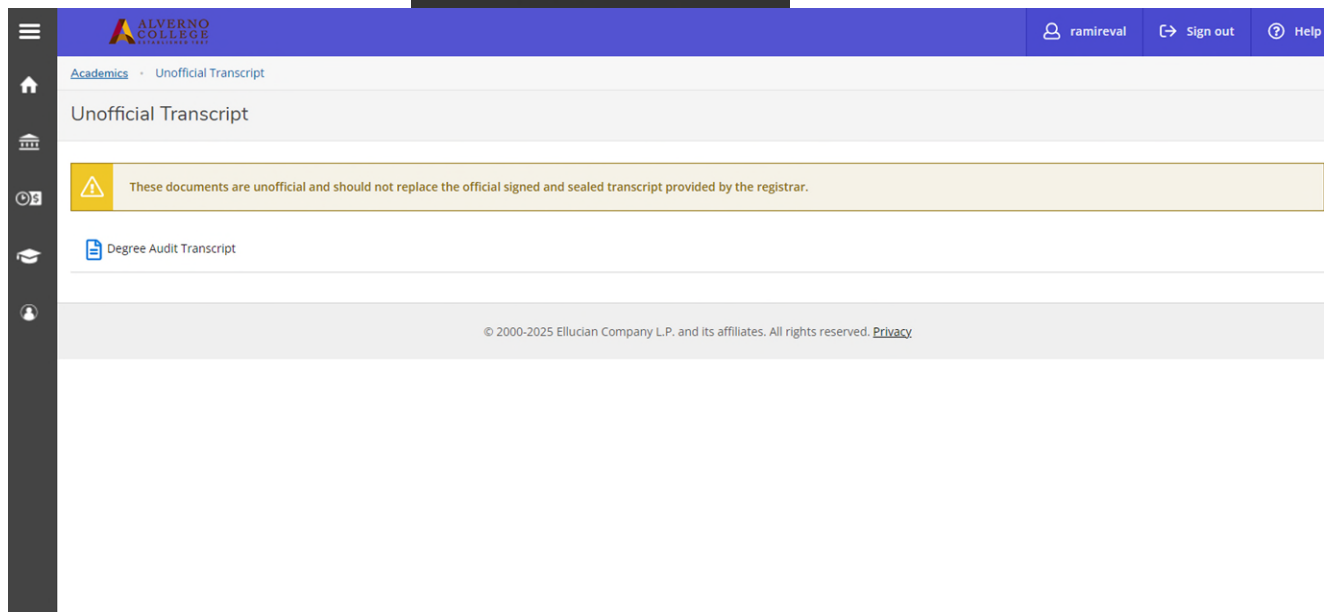 ALVERNO
COLLEGE
ramireval
Sign out
Help
Academics
Unofficial Transcript
Unofficial Transcript
These documents are unofficial and should not replace the official signed and sealed transcript provided by the registrar.
Degree Audit Transcript
© 2000-2025 Ellucian Company L.P. and its affiliates. All rights reserved. Privacy